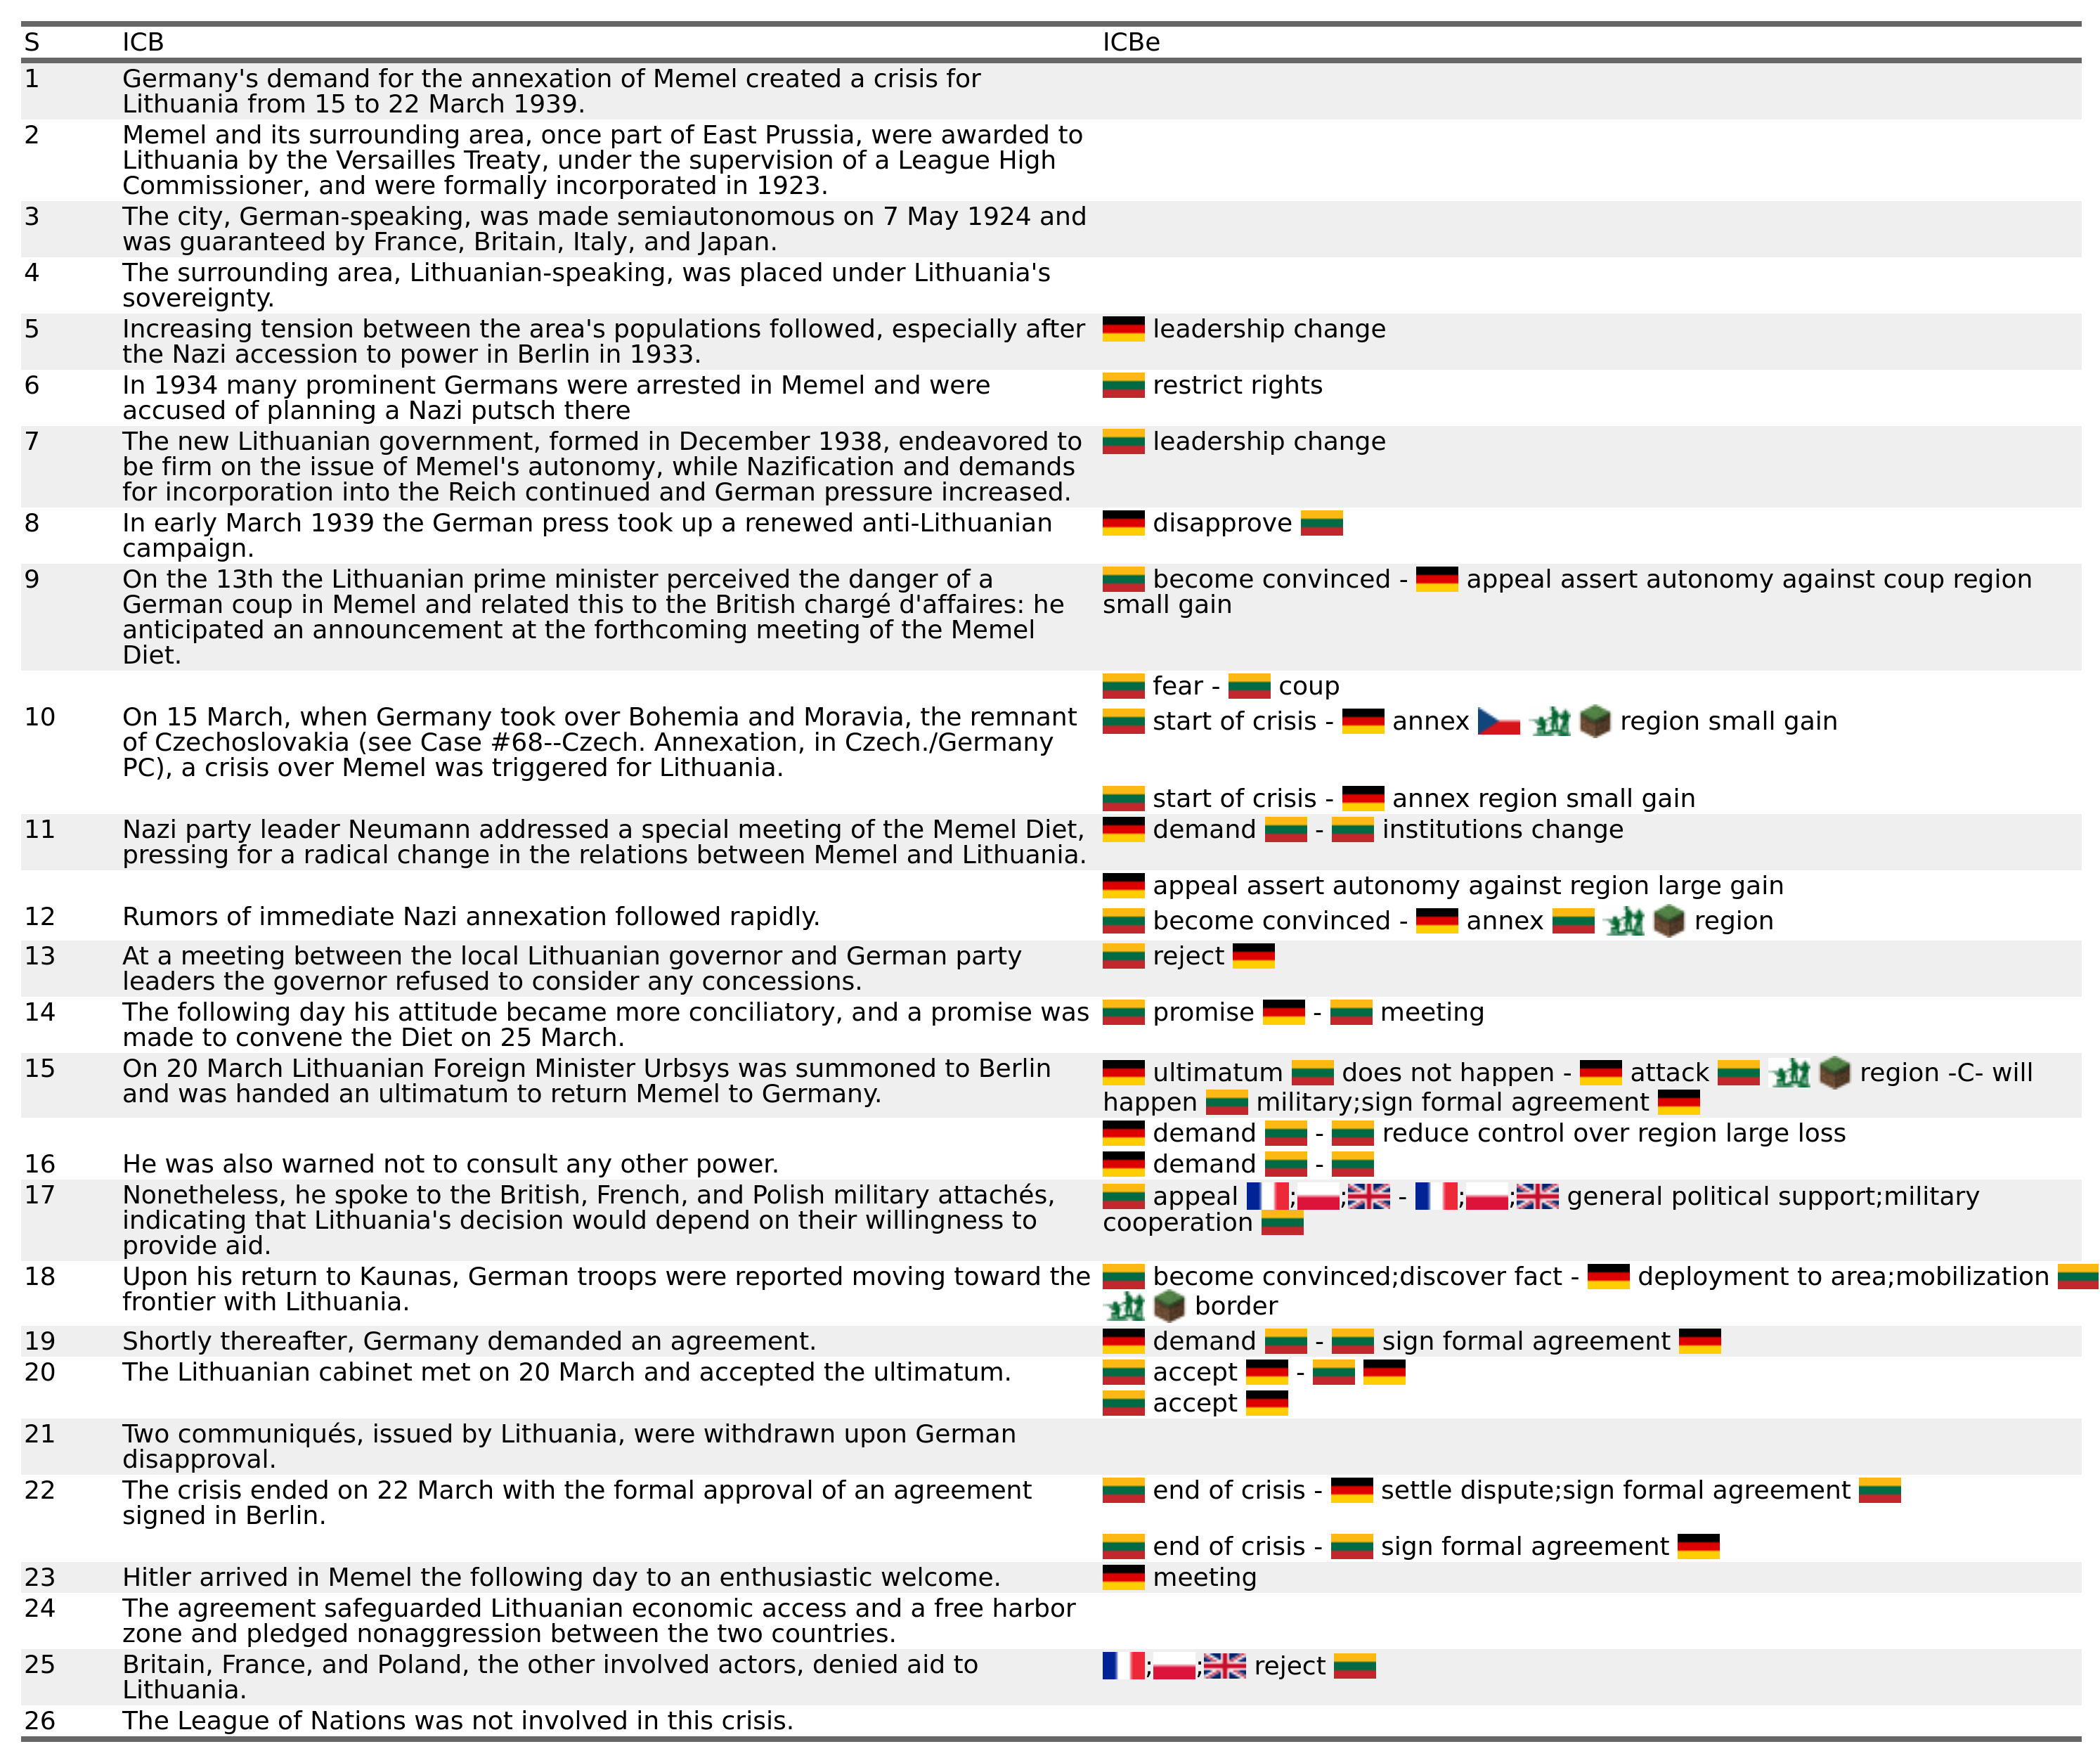 S ICB ICBe
1 Germany's demand for the annexation of Memel created a crisis for
Lithuania from 15 to 22 March 1939.
2 Memel and its surrounding area, once part of East Prussia, were awarded to
Lithuania by the Versailles Treaty, under the supervision of a League High
Commissioner, and were formally incorporated in 1923.
3 The city, German-speaking, was made semiautonomous on 7 May 1924 and
was guaranteed by France, Britain, Italy, and Japan.
4 The surrounding area, Lithuanian-speaking, was placed under Lithuania's
sovereignty.
5 Increasing tension between the area's populations followed, especially after leadership change
the Nazi accession to power in Berlin in 1933.
6 In 1934 many prominent Germans were arrested in Memel and were restrict rights
accused of planning a Nazi putsch there
7 The new Lithuanian government, formed in December 1938, endeavored to leadership change
be firm on the issue of Memel's autonomy, while Nazification and demands
for incorporation into the Reich continued and German pressure increased.
8 In early March 1939 the German press took up a renewed anti-Lithuanian disapprove
campaign.
9 On the 13th the Lithuanian prime minister perceived the danger of a become convinced - appeal assert autonomy against coup region
German coup in Memel and related this to the British chargé d'affaires: he small gain
anticipated an announcement at the forthcoming meeting of the Memel
Diet.
fear - coup
10 On 15 March, when Germany took over Bohemia and Moravia, the remnant start of crisis - annex region small gain
of Czechoslovakia (see Case #68--Czech. Annexation, in Czech./Germany
PC), a crisis over Memel was triggered for Lithuania.
start of crisis - annex region small gain
11 Nazi party leader Neumann addressed a special meeting of the Memel Diet, demand - institutions change
pressing for a radical change in the relations between Memel and Lithuania.
appeal assert autonomy against region large gain
12 Rumors of immediate Nazi annexation followed rapidly. become convinced - annex region
13 At a meeting between the local Lithuanian governor and German party reject
leaders the governor refused to consider any concessions.
14 The following day his attitude became more conciliatory, and a promise was promise - meeting
made to convene the Diet on 25 March.
15 On 20 March Lithuanian Foreign Minister Urbsys was summoned to Berlin ultimatum does not happen - attack region -C- will
and was handed an ultimatum to return Memel to Germany. happen military;sign formal agreement
demand - reduce control over region large loss
16 He was also warned not to consult any other power. demand -
17 Nonetheless, he spoke to the British, French, and Polish military attachés, appeal ; ; - ; ; general political support;military
indicating that Lithuania's decision would depend on their willingness to cooperation
provide aid.
18 Upon his return to Kaunas, German troops were reported moving toward the become convinced;discover fact - deployment to area;mobilization
frontier with Lithuania. border
19 Shortly thereafter, Germany demanded an agreement. demand - sign formal agreement
20 The Lithuanian cabinet met on 20 March and accepted the ultimatum. accept -
accept
21 Two communiqués, issued by Lithuania, were withdrawn upon German
disapproval.
22 The crisis ended on 22 March with the formal approval of an agreement end of crisis - settle dispute;sign formal agreement
signed in Berlin.
end of crisis - sign formal agreement
23 Hitler arrived in Memel the following day to an enthusiastic welcome. meeting
24 The agreement safeguarded Lithuanian economic access and a free harbor
zone and pledged nonaggression between the two countries.
25 Britain, France, and Poland, the other involved actors, denied aid to ; ; reject
Lithuania.
26 The League of Nations was not involved in this crisis.